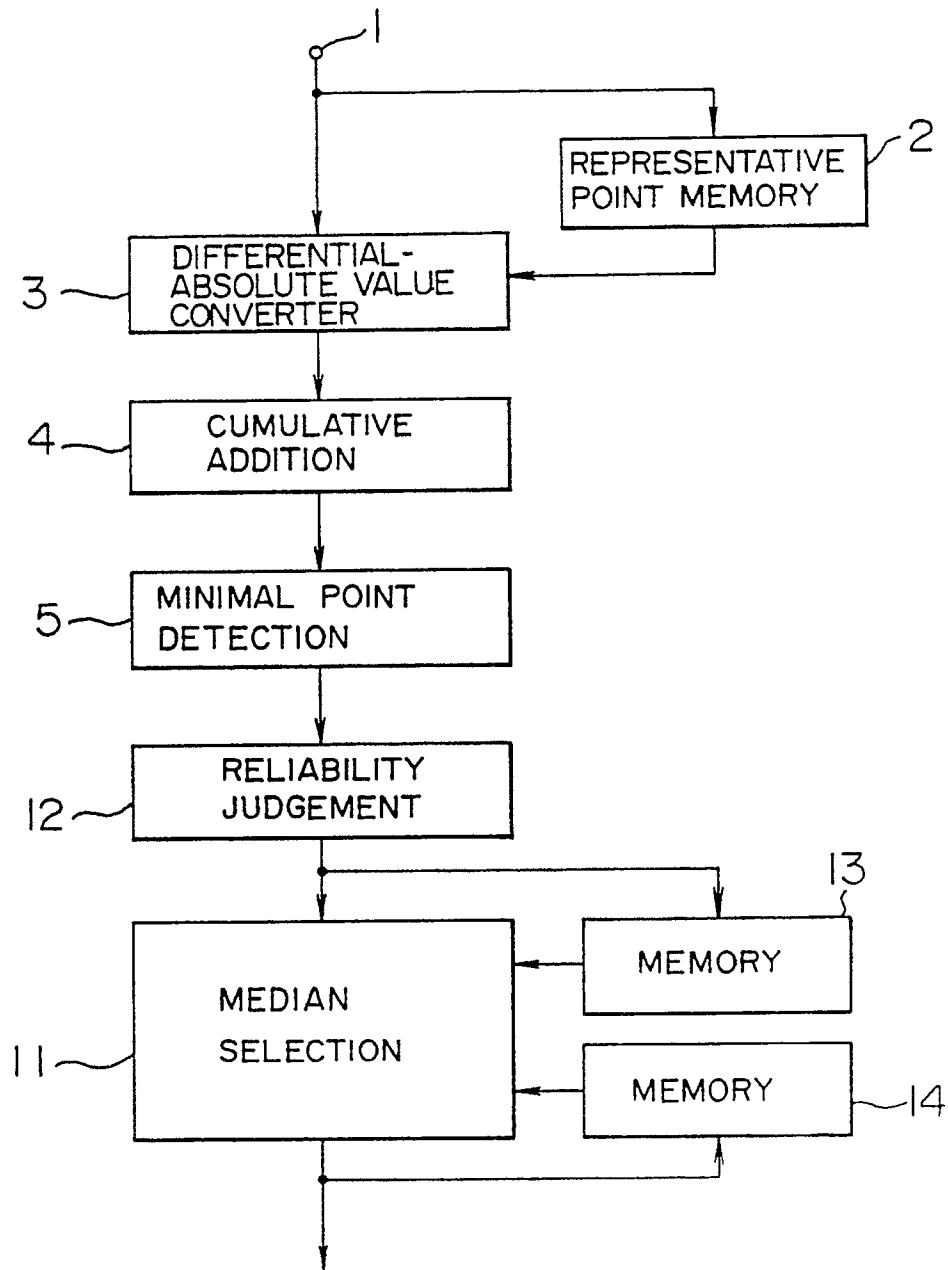 1
2
REPRESENTATIVE
POINT MEMORY
3
DIFFERENTIAL-
ABSOLUTE VALUE
CONVERTER
4
CUMULATIVE
ADDITION
5
MINIMAL POINT
DETECTION
12
RELIABILITY
JUDGEMENT
13
MEMORY
11
MEDIAN
SELECTION
MEMORY
14